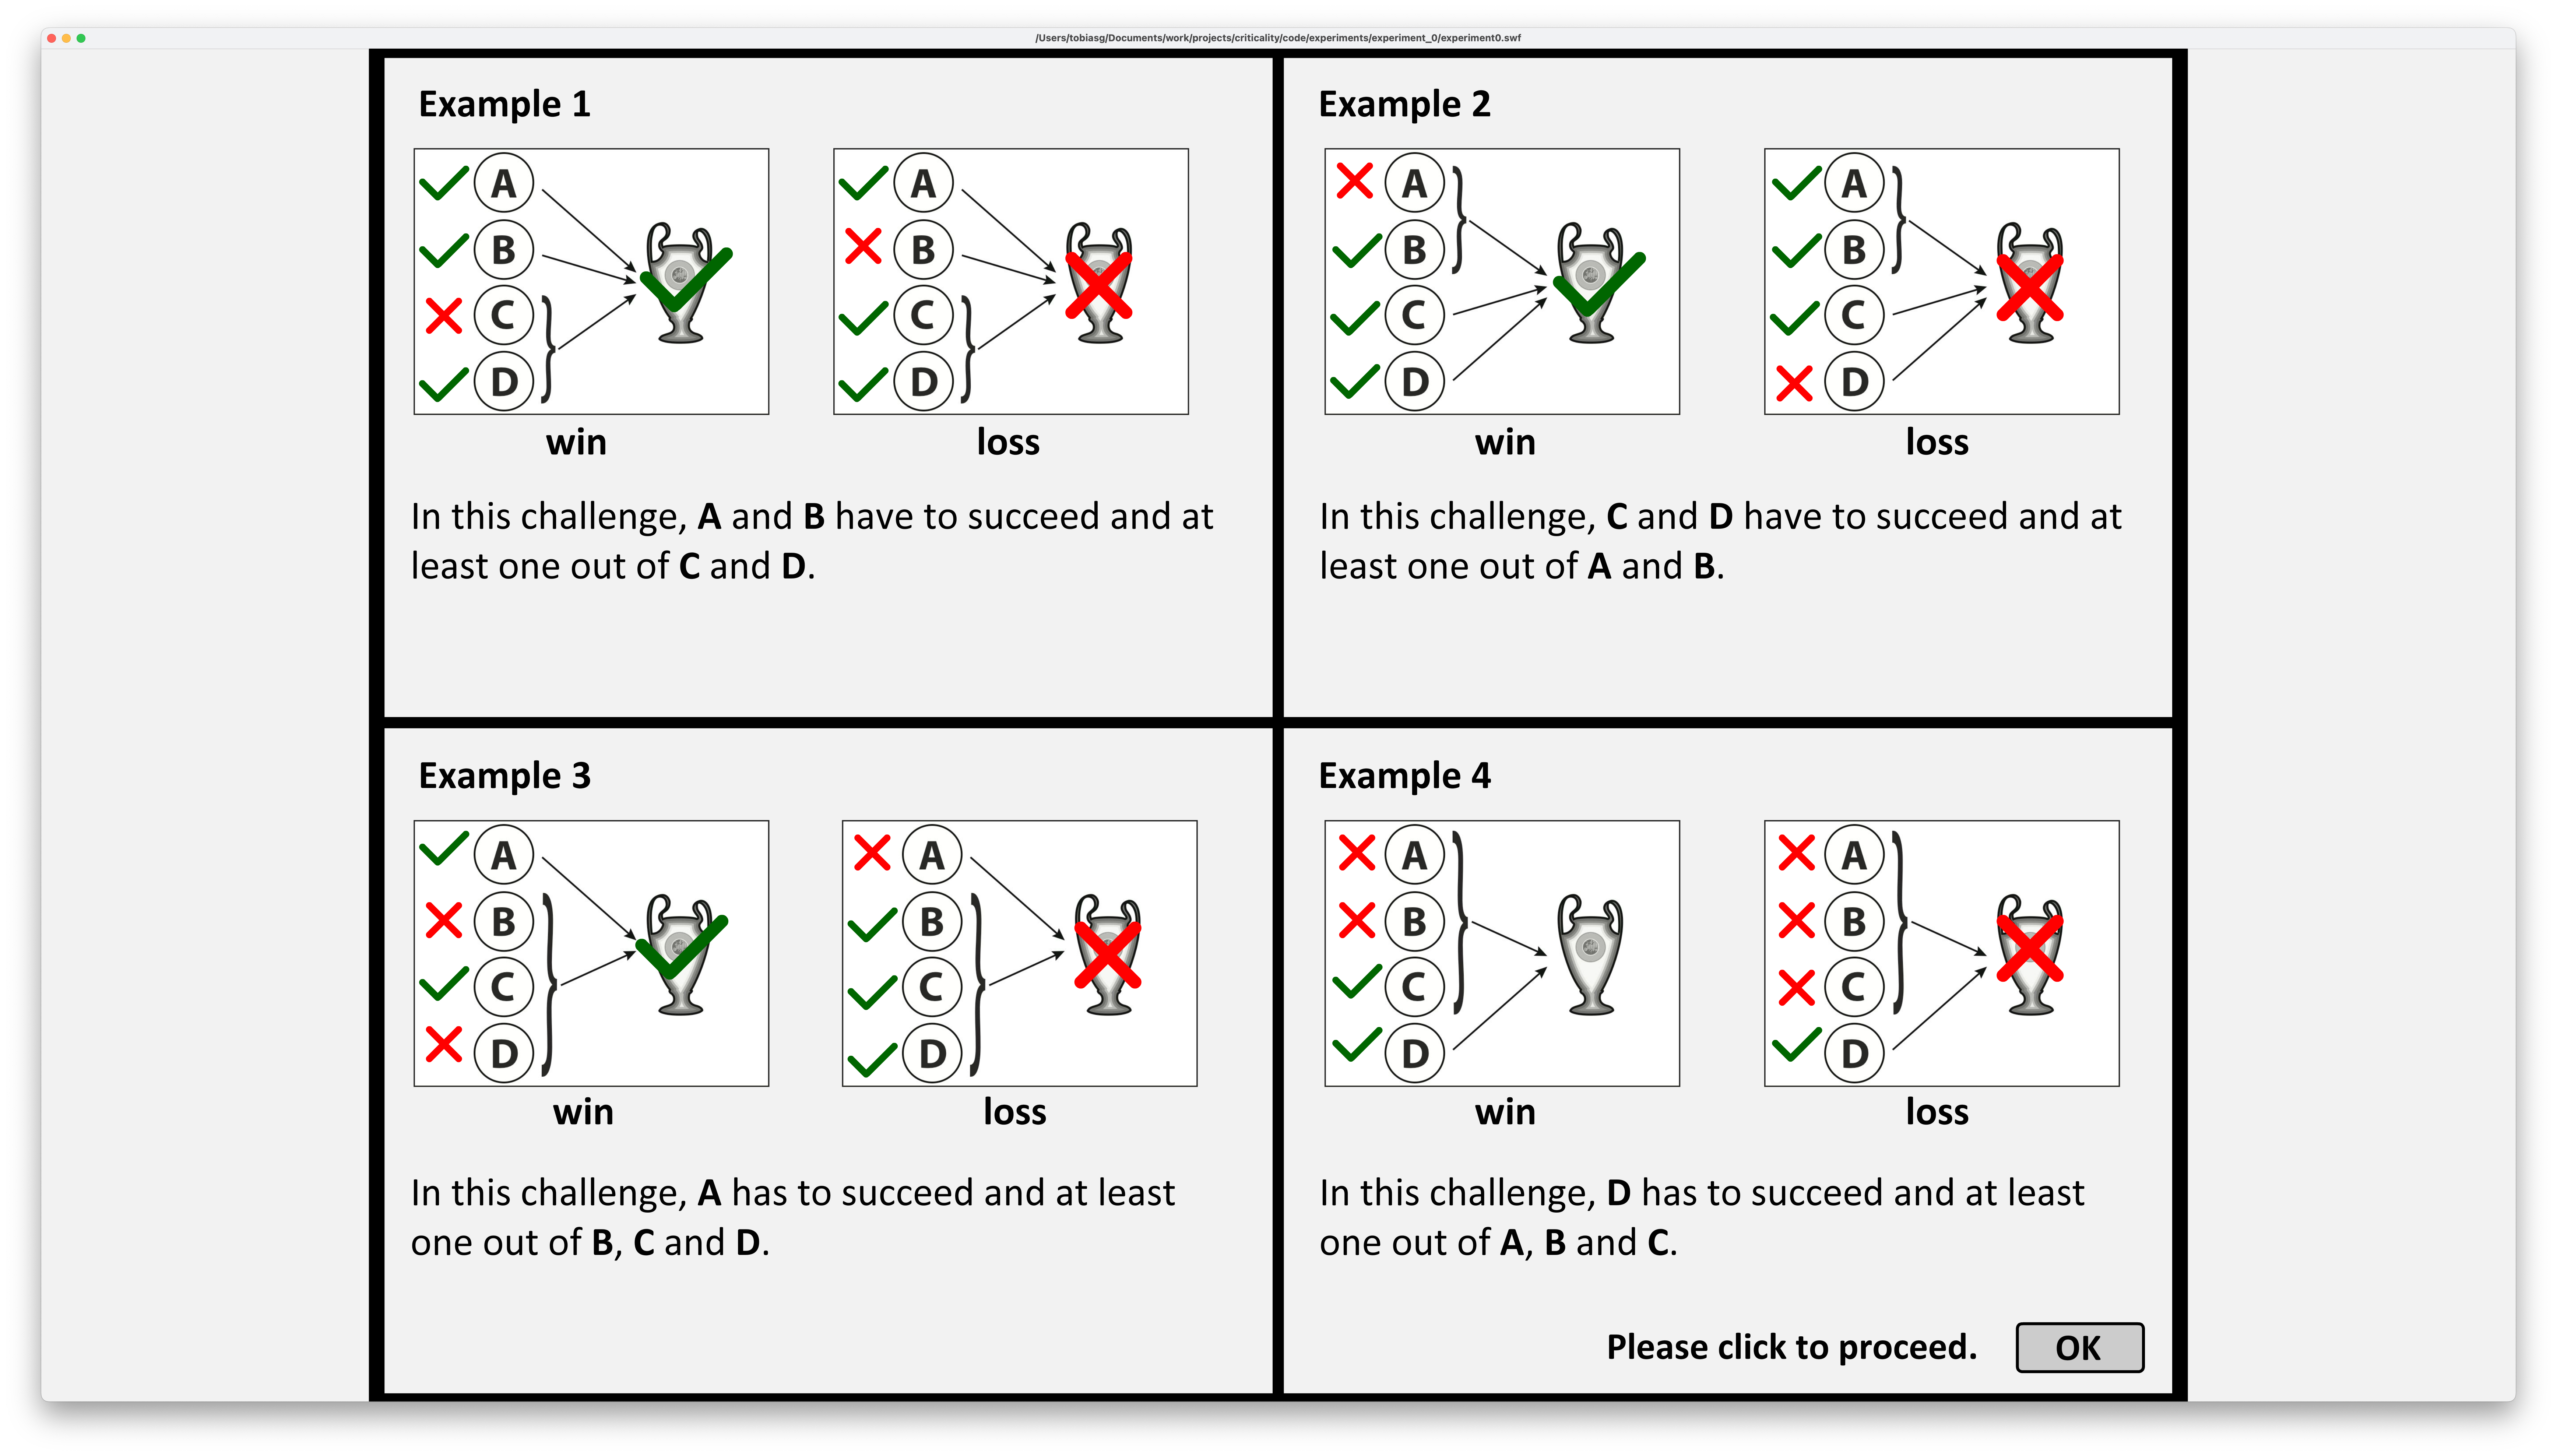 /Users/tobiasg/Documents/work/projects/criticality/code/experiments/experiment_0/experiment0.swf
Example 1
A
B
C
D
win
A
B
C
D
loss
In this challenge, A and B have to succeed and at
least one out of C and D.
Example 2
A
B
C
D
win
A
B
C
D
loss
In this challenge, C and D have to succeed and at
least one out of A and B.
Example 3
A
B
C
D
win
A
B
C
D
loss
In this challenge, A has to succeed and at least
one out of B, C and D.
Example 4
A
B
C
D
win
A
B
C
D
loss
In this challenge, D has to succeed and at least
one out of A, B and C.
Please click to proceed.
OK